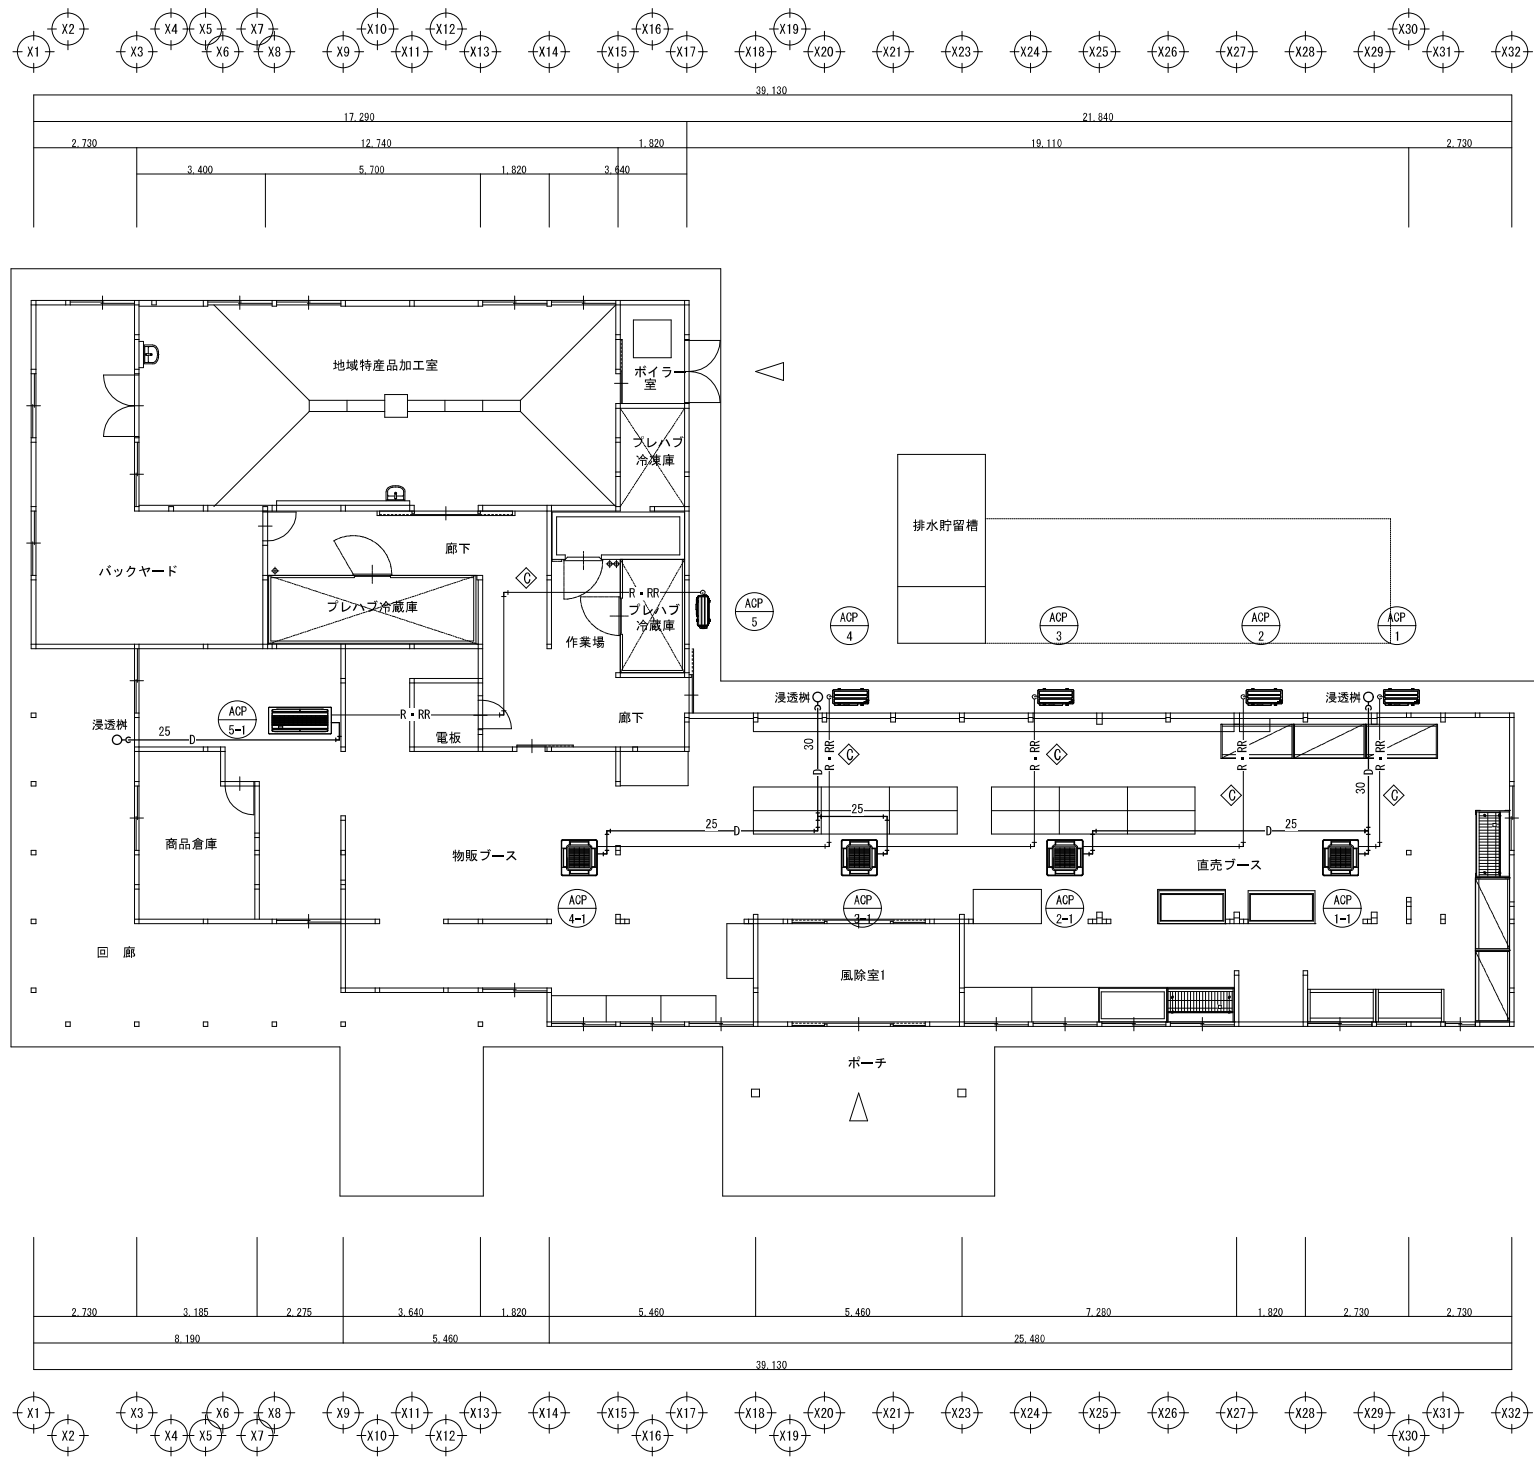 X2 X4 X5 X7 X10 X12 X16 X19 X30
X1 X3 X6 X8 X9 X11 X13 X14 X15 X17 X18 X20 X21 X23 X24 X25 X26 X27 X28 X29 X31 X32
39.130
17.290 21.840
2.730 12.740 1.820 19.110 2.730
3.400 5.700 1.820 3.640
地域特産品加工室
ボイラー
室
プレハブ
冷凍庫
排水貯留槽
廊下
バックヤード
C
R RR
プレハブ冷蔵庫
プレハブ
冷蔵庫
作業場
ACP
5
ACP
4
ACP
3
ACP
2
ACP
1
浸透桝
浸透桝
浸透桝
25 D
ACP
5-1
R RR
電板
廊下
30
D
R RR
C
R RR
C
R RR
C
30
D
R RR
C
25 D
25
D 25
商品倉庫
物販ブース
直売ブース
ACP
4-1
ACP
3-1
ACP
2-1
ACP
1-1
回 廊
風除室1
ポーチ
2.730 3.185 2.275 3.640 1.820 5.460 5.460 7.280 1.820 2.730 2.730
8.190 5.460 25.480
39.130
X1 X3 X6 X8 X9 X11 X13 X14 X15 X17 X18 X20 X21 X23 X24 X25 X26 X27 X28 X29 X31 X32
X2 X4 X5 X7 X10 X12 X16 X19 X30